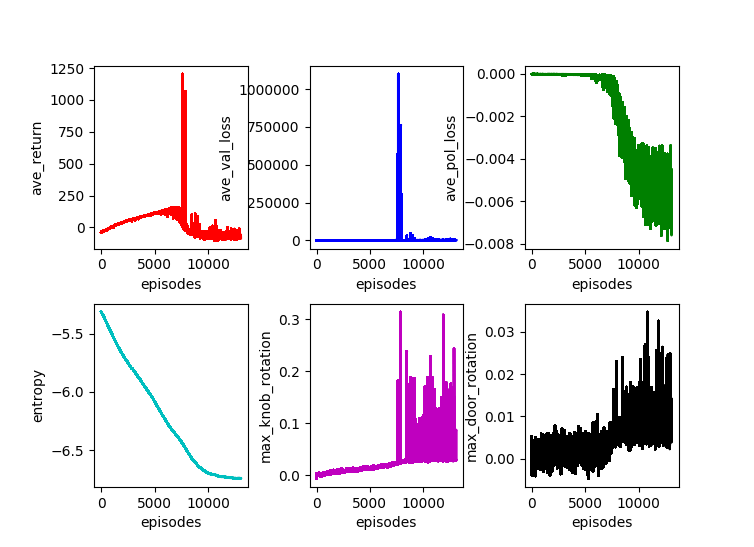 1250
1000
750
500
250
0
ave_return
0 5000 10000
episodes
1000000
750000
500000
250000
0
ave_val_loss
0 5000 10000
episodes
0.000
−0.002
−0.004
−0.006
−0.008
ave_pol_loss
0 5000 10000
episodes
−5.5
−6.0
−6.5
entropy
0 5000 10000
episodes
0.3
0.2
0.1
0.0
max_knob_rotation
0 5000 10000
episodes
0.03
0.02
0.01
0.00
max_door_rotation
0 5000 10000
episodes